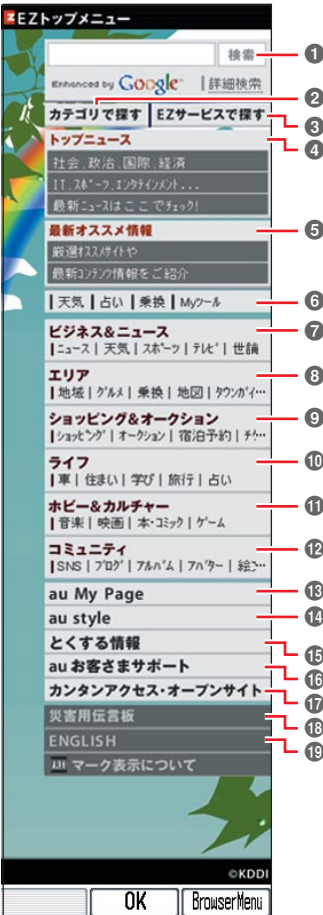 EZトップメニュー
検索 ❶
Enhanced by Google 詳細検索
カテゴリで探す EZサービスで探す ❷ ❸
トップニュース ❹
社会、政治、国際、経済
IT、スポーツ、エンタテインメント...
最新ニュースはここでチェック!
最新オススメ情報 ❺
厳選オススメサイトや
最新コンテンツ情報をご紹介
|天気|占い|乗換|Myツール ❻
ビジネス&ニュース ❼
|ニュース|天気|スポーツ|テレビ|世論
エリア ❽
|地域|グルメ|乗換|地図|タウンガイ…
ショッピング&オークション ❾
|ショッピング|オークション|宿泊予約|チケ…
ライフ ❿
|車|住まい|学び|旅行|占い
ホビー&カルチャー ⓫
|音楽|映画|本・コミック|ゲーム
コミュニティ ⓬
|SNS|ブログ|アルバム|アバター|絵文…
au My Page ⓭
au style ⓮
とくする情報 ⓯
au お客さまサポート ⓰
カンタンアクセス・オープンサイト ⓱
災害用伝言板 ⓲
ENGLISH ⓳
マーク表示について
©KDDI
OK BrowserMenu